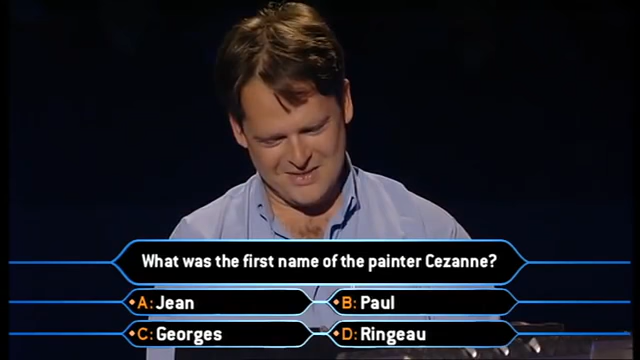 What was the first name of the painter Cezanne?
A: Jean
B: Paul
C: Georges
D: Ringeau